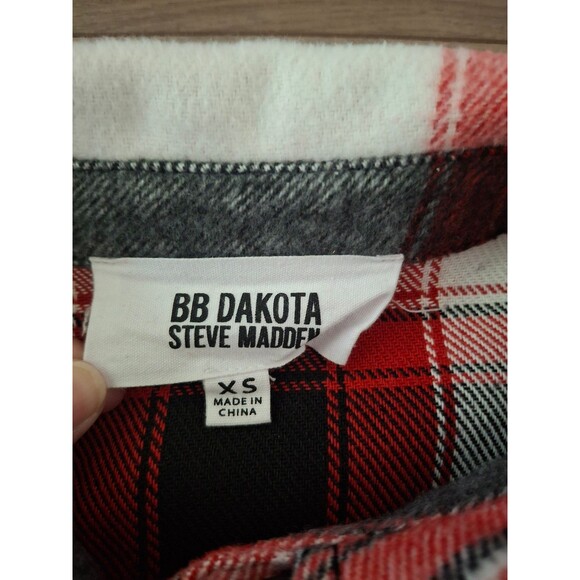 BB DAKOTA
STEVE MADDEN
XS
MADE IN
CHINA